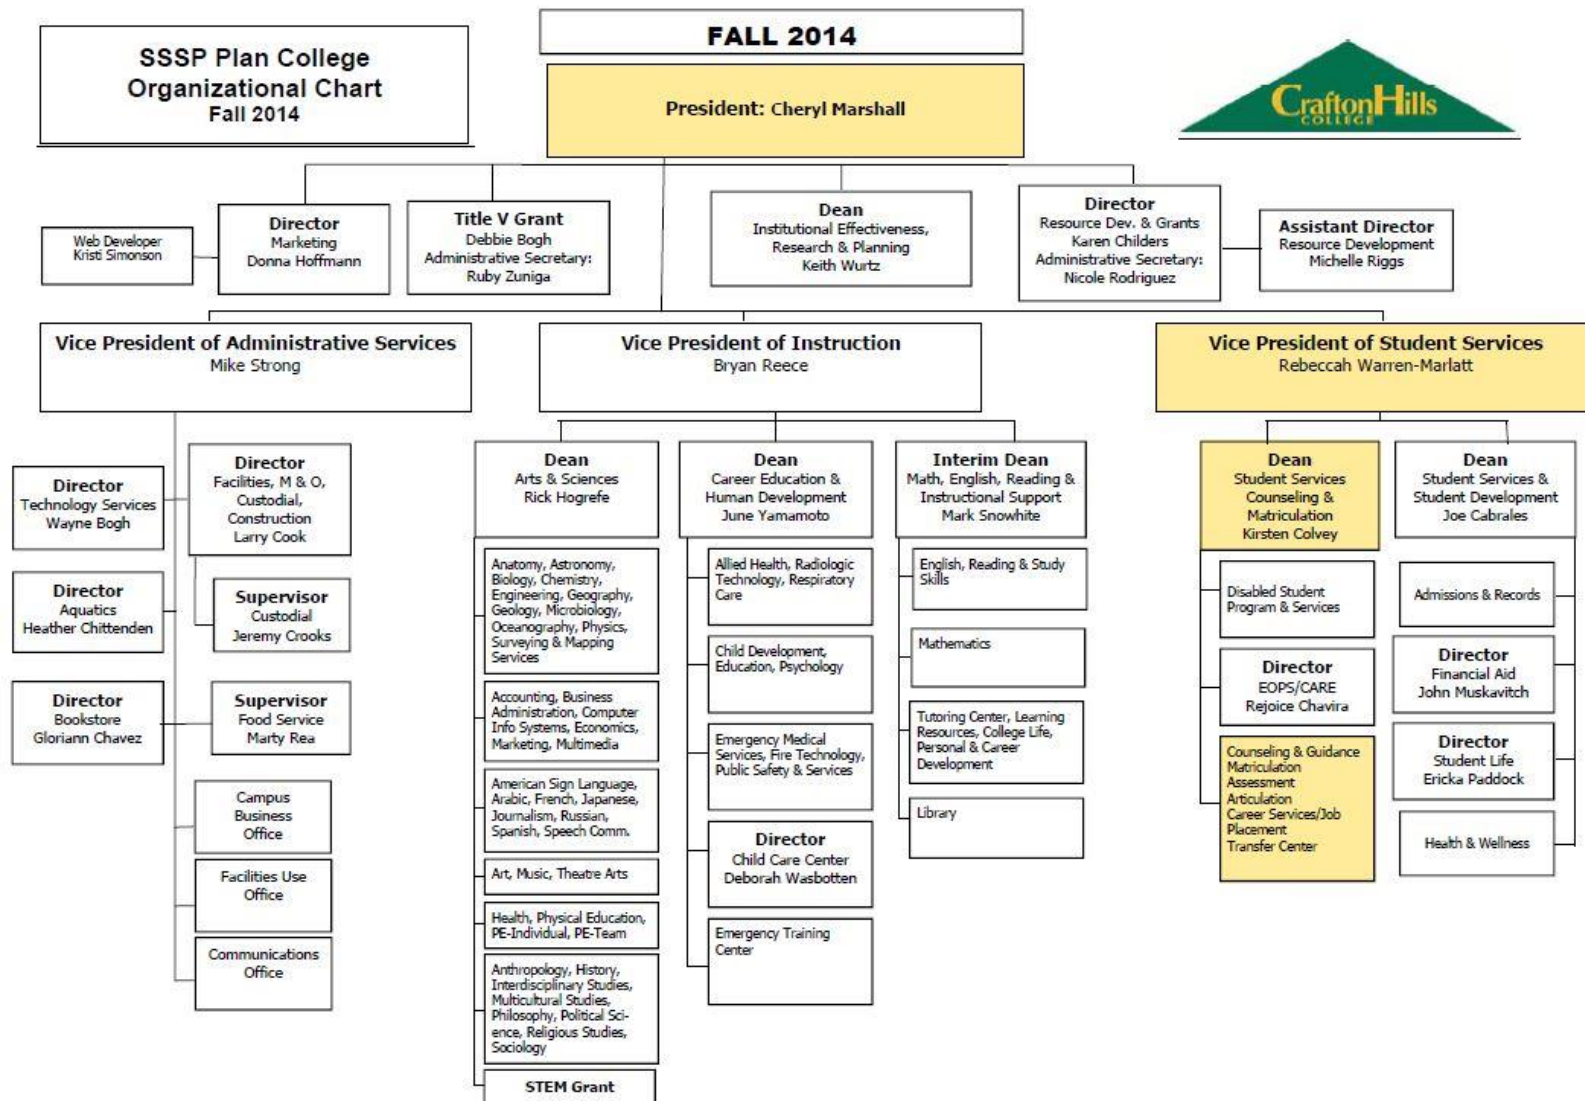 SSSP Plan College
Organizational Chart
Fall 2014
FALL 2014
President: Cheryl Marshall
CraftonHills
COLLEGE
Web Developer
Kristi Simonson
Director
Marketing
Donna Hoffmann
Title V Grant
Debbie Bogh
Administrative Secretary:
Ruby Zuniga
Dean
Institutional Effectiveness,
Research & Planning
Keith Wurtz
Director
Resource Dev. & Grants
Karen Childers
Administrative Secretary:
Nicole Rodriguez
Assistant Director
Resource Development
Michelle Riggs
Vice President of Administrative Services
Mike Strong
Vice President of Instruction
Bryan Reece
Vice President of Student Services
Rebeccah Warren-Marlatt
Director
Technology Services
Wayne Bogh
Director
Facilities, M & O,
Custodial,
Construction
Larry Cook
Director
Aquatics
Heather Chittenden
Supervisor
Custodial
Jeremy Crooks
Director
Bookstore
Gloriann Chavez
Supervisor
Food Service
Marty Rea
Campus
Business
Office
Facilities Use
Office
Communications
Office
Dean
Arts & Sciences
Rick Hogrefe
Anatomy, Astronomy,
Biology, Chemistry,
Engineering, Geography,
Geology, Microbiology,
Oceanography, Physics,
Surveying & Mapping
Services
Accounting, Business
Administration, Computer
Info Systems, Economics,
Marketing, Multimedia
American Sign Language,
Arabic, French, Japanese,
Journalism, Russian,
Spanish, Speech Comm.
Art, Music, Theatre Arts
Health, Physical Education,
PE-Individual, PE-Team
Anthropology, History,
Interdisciplinary Studies,
Multicultural Studies,
Philosophy, Political Sci-
ence, Religious Studies,
Sociology
STEM Grant
Dean
Career Education &
Human Development
June Yamamoto
Allied Health, Radiologic
Technology, Respiratory
Care
Child Development,
Education, Psychology
Emergency Medical
Services, Fire Technology,
Public Safety & Services
Director
Child Care Center
Deborah Wasbotten
Emergency Training
Center
Interim Dean
Math, English, Reading &
Instructional Support
Mark Snowhite
English, Reading & Study
Skills
Mathematics
Tutoring Center, Learning
Resources, College Life,
Personal & Career
Development
Library
Dean
Student Services
Counseling &
Matriculation
Kirsten Colvey
Disabled Student
Program & Services
Director
EOPS/CARE
Rejoice Chavira
Counseling & Guidance
Matriculation
Assessment
Articulation
Career Services/Job
Placement
Transfer Center
Dean
Student Services &
Student Development
Joe Cabrales
Admissions & Records
Director
Financial Aid
John Muskavitch
Director
Student Life
Ericka Paddock
Health & Wellness